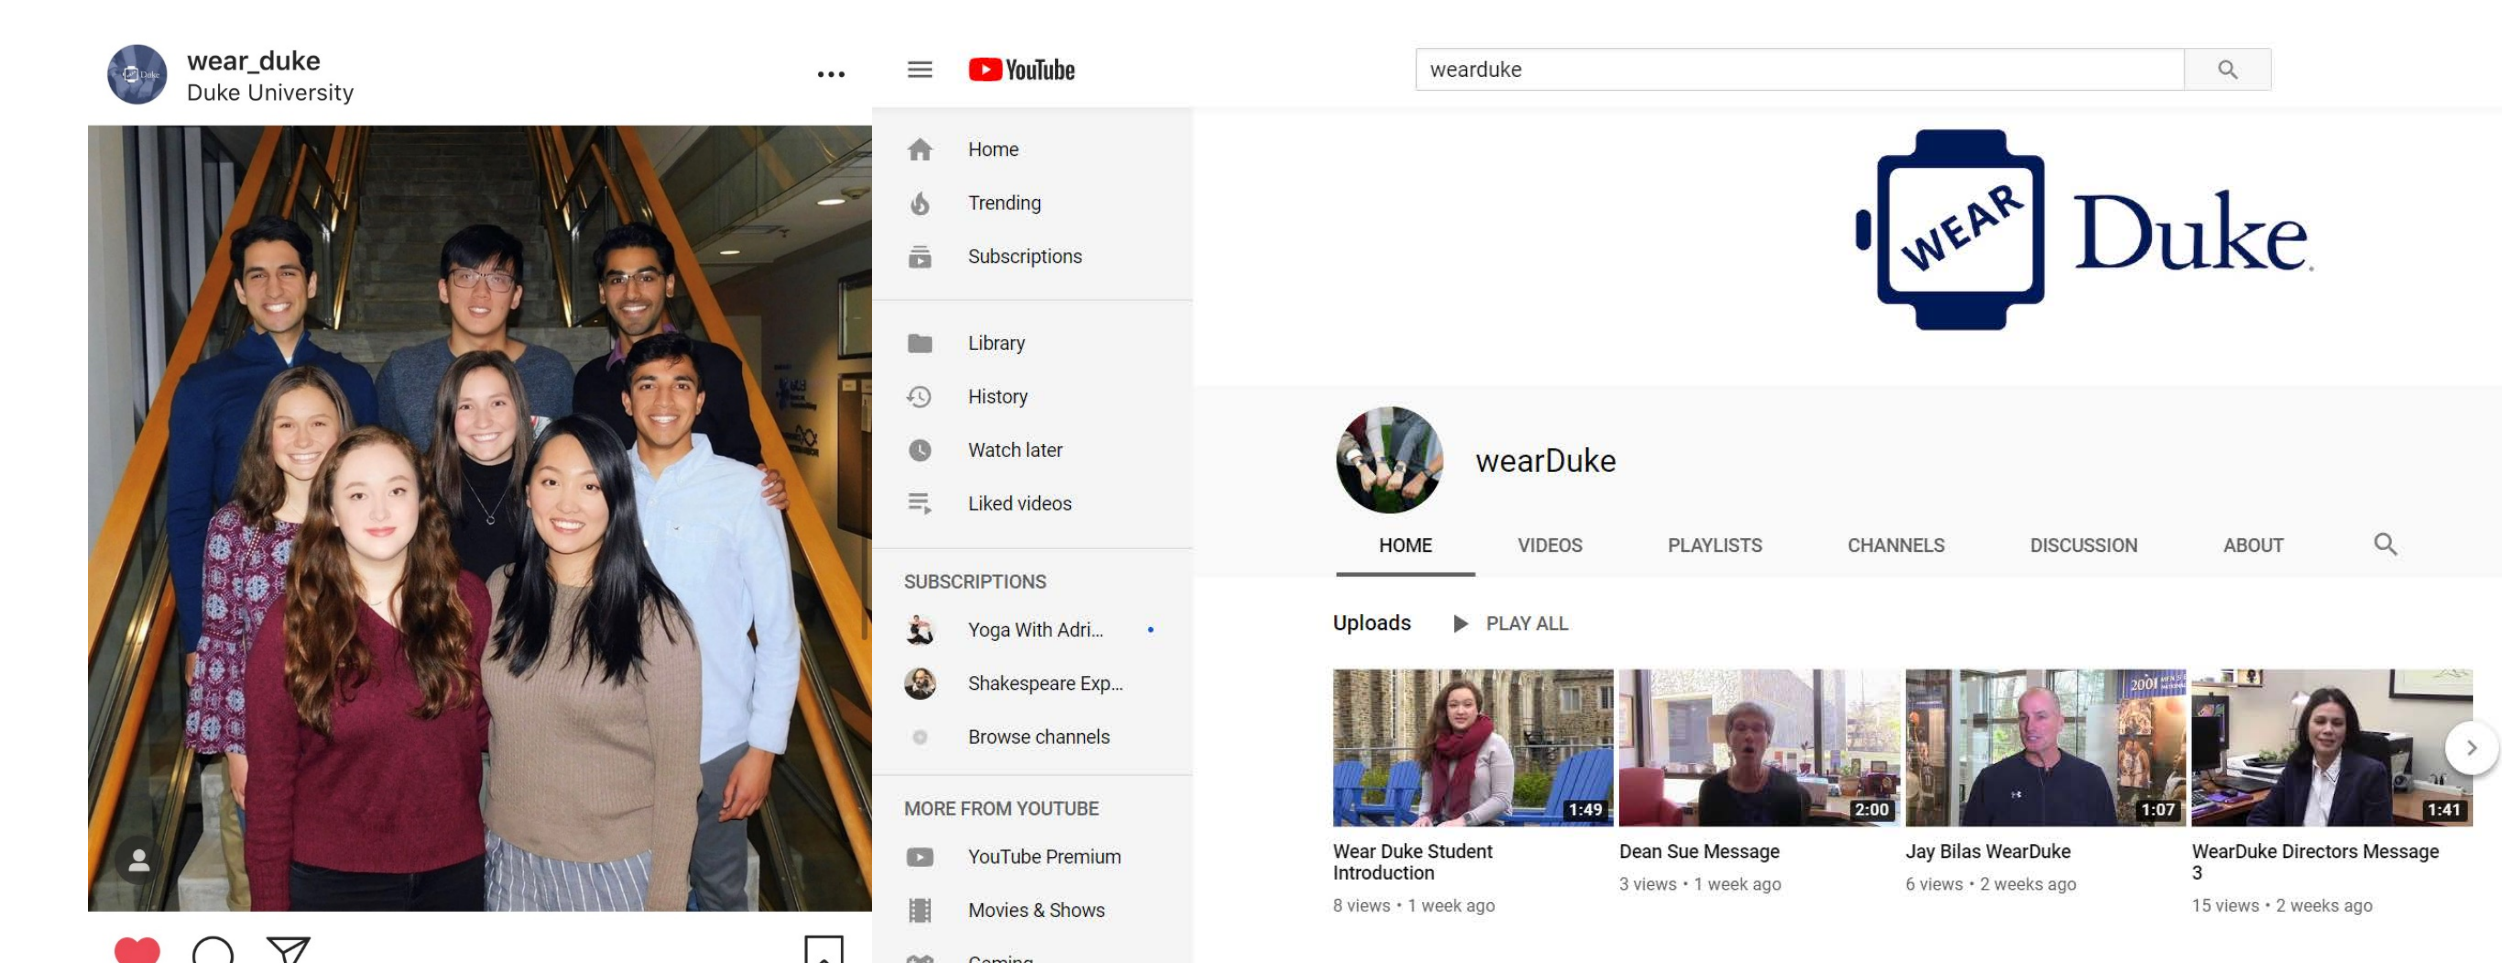 wear_duke
Duke University
YouTube
wearduke
Home
Trending
Subscriptions
Library
History
Watch later
Liked videos
SUBSCRIPTIONS
Yoga With Adri...
Shakespeare Exp...
Browse channels
MORE FROM YOUTUBE
YouTube Premium
Movies & Shows
Gaming
WEAR Duke
wearDuke
HOME VIDEOS PLAYLISTS CHANNELS DISCUSSION ABOUT
Uploads PLAY ALL
2001
1:49 2:00 1:07 1:41
Wear Duke Student
Introduction
8 views • 1 week ago
Dean Sue Message
3 views • 1 week ago
Jay Bilas WearDuke
6 views • 2 weeks ago
WearDuke Directors Message
3
15 views • 2 weeks ago